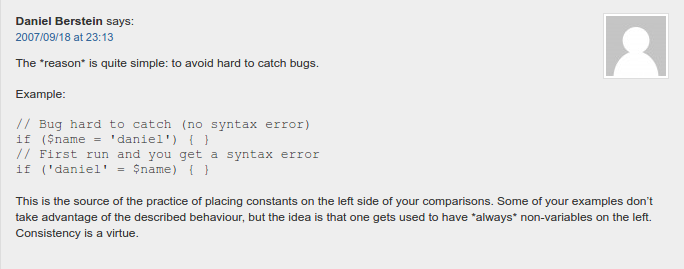 Daniel Berstein says:
2007/09/18 at 23:13
The *reason* is quite simple: to avoid hard to catch bugs.
Example:
// Bug hard to catch (no syntax error)
if ($name = 'daniel') { }
// First run and you get a syntax error
if ('daniel' = $name) { }
This is the source of the practice of placing constants on the left side of your comparisons. Some of your examples don’t
take advantage of the described behaviour, but the idea is that one gets used to have *always* non-variables on the left.
Consistency is a virtue.